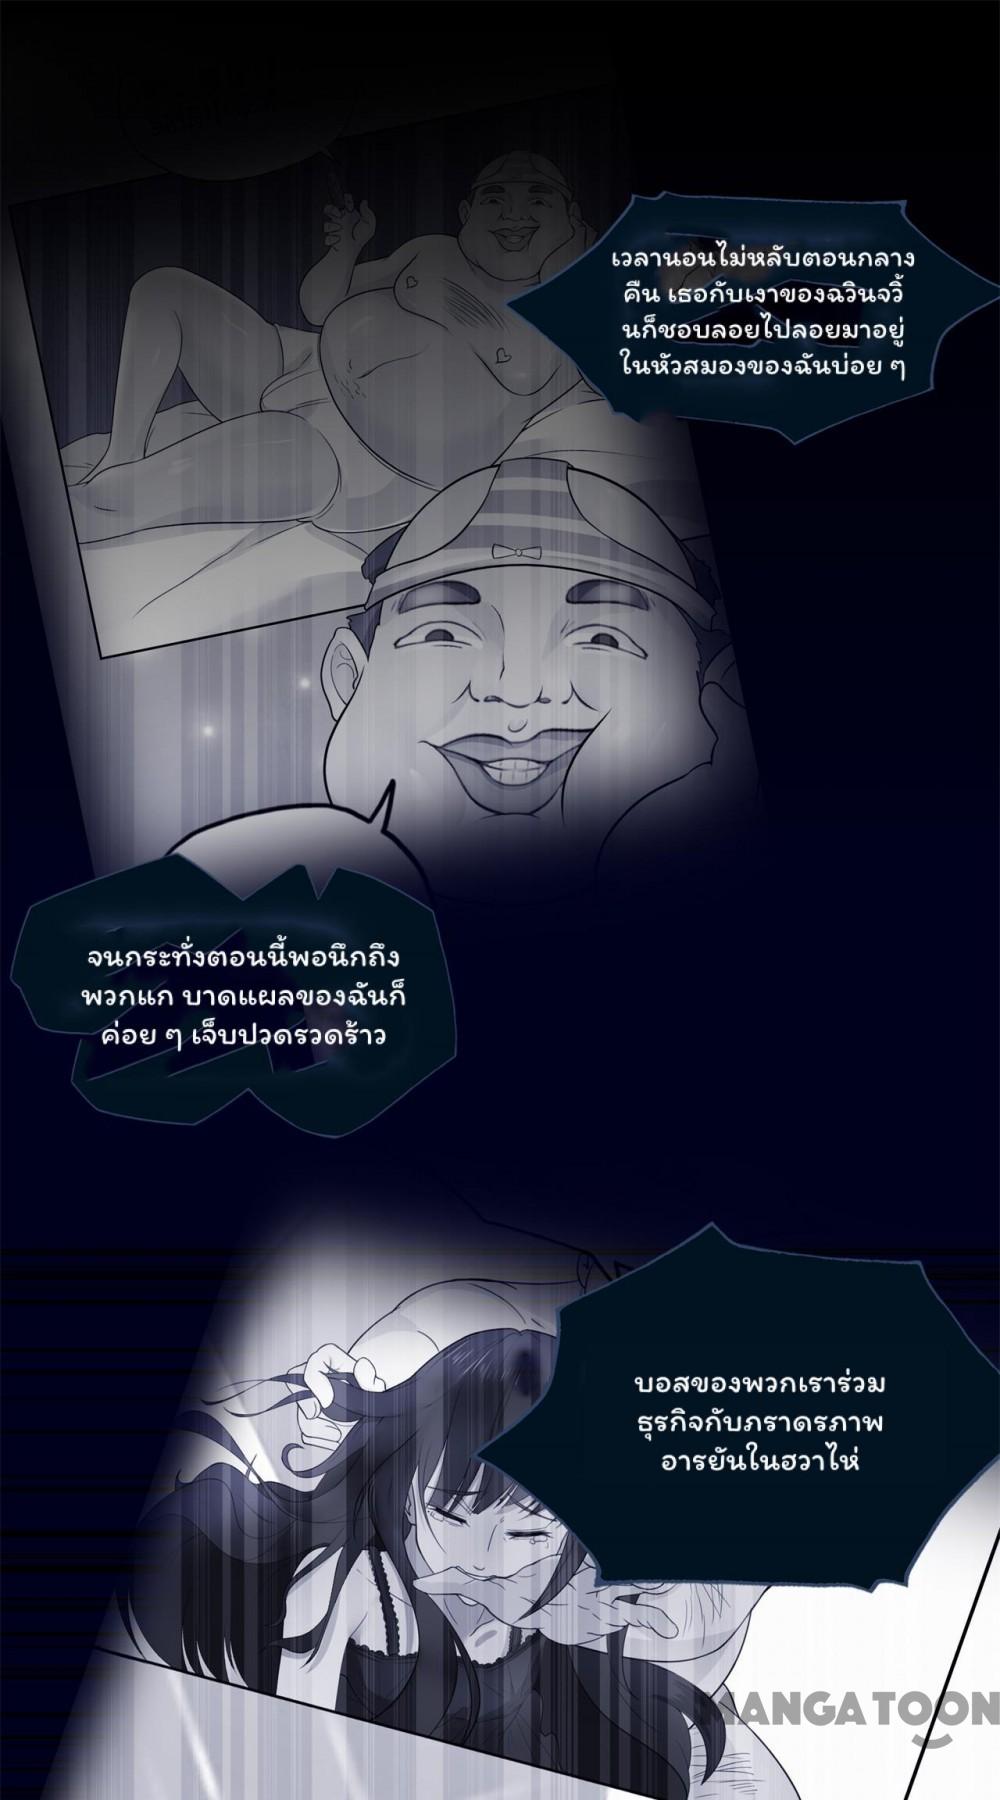 เวลานอนไม่หลับตอนกลาง
คืน เธอกับเงาของฉวินจวิ้
นก็ชอบลอยไปลอยมาอยู่
ในหัวสมองของฉันบ่อย ๆ
จนกระทั่งตอนนี้พอนึกถึง
พวกแก บาดแผลของฉันก็
ค่อย ๆ เจ็บปวดรวดร้าว
บอสของพวกเราร่วม
ธุรกิจกับภราดรภาพ
อารยันในฮวาไห่
MANGATOON